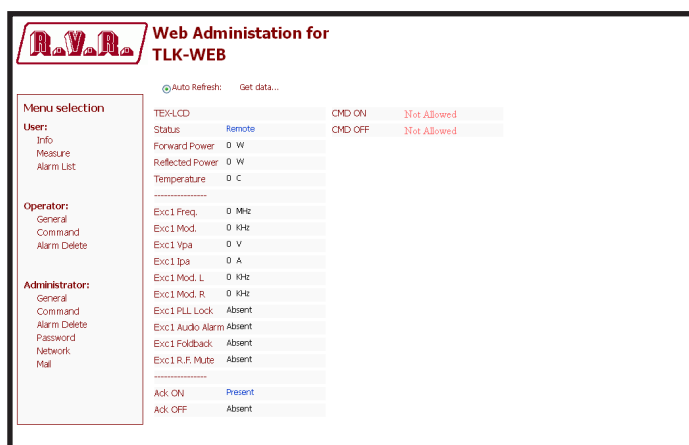 R.V.R.
Web Administation for
TLK-WEB
Auto Refresh: Get data...
Menu selection
User:
Info
Measure
Alarm List
Operator:
General
Command
Alarm Delete
Administrator:
General
Command
Alarm Delete
Password
Network
Mail
TEX-LCD
Status Remote
Forward Power 0 W
Reflected Power 0 W
Temperature 0 C
---------------
Exc1 Freq. 0 MHz
Exc1 Mod. 0 KHz
Exc1 Vpa 0 V
Exc1 Ipa 0 A
Exc1 Mod. L 0 KHz
Exc1 Mod. R 0 KHz
Exc1 PLL Lock Absent
Exc1 Audio Alarm Absent
Exc1 Foldback Absent
Exc1 R.F. Mute Absent
---------------
Ack ON Present
Ack OFF Absent
CMD ON Not Allowed
CMD OFF Not Allowed